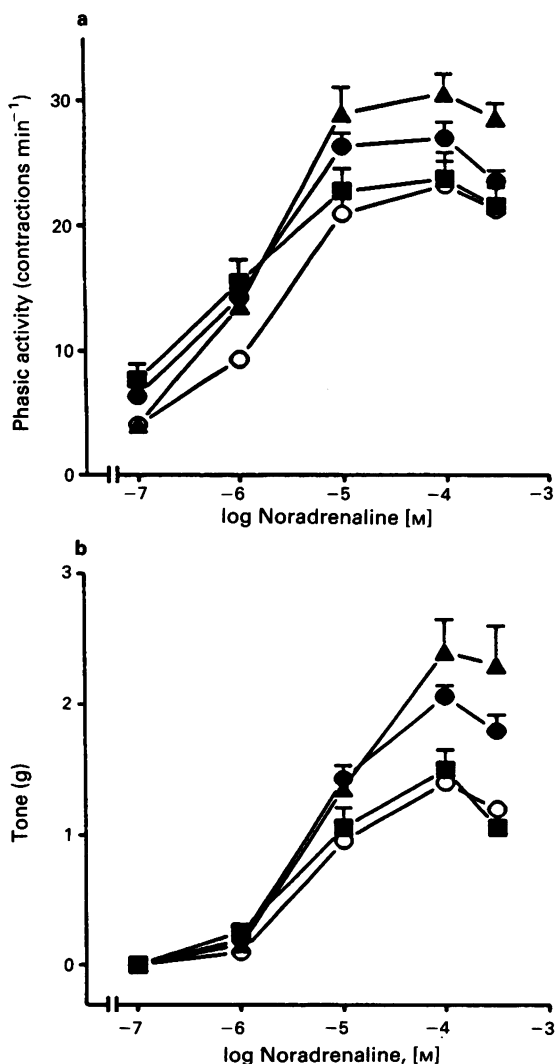 a
Phasic activity (contractions min⁻¹)
30
20
10
0
-7 -6 -5 -4 -3
log Noradrenaline [M]
b
Tone (g)
3
2
1
0
-7 -6 -5 -4 -3
log Noradrenaline, [M]